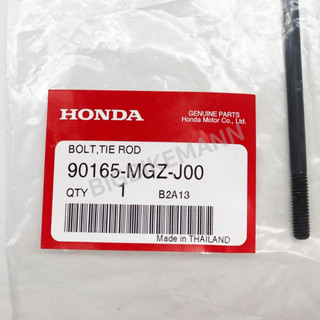 HONDA
GENUINE PARTS
Honda Motor Co., Ltd.
BOLT,TIE ROD
90165-MGZ-J00
QTY 1 B2A13
Made in THAILAND
BIGBIKEMANN